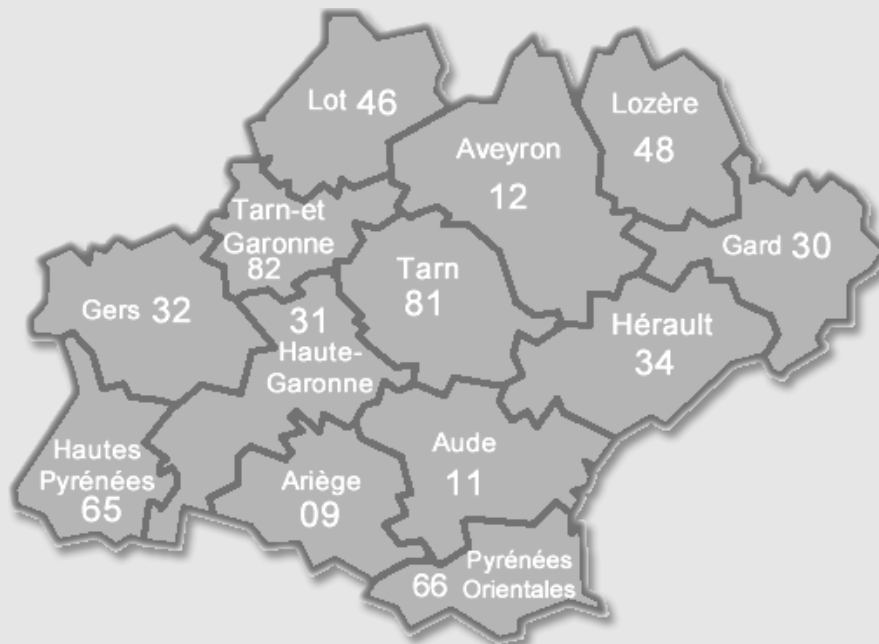 Lot 46
Lozère
48
Aveyron
12
Tarn-et
Garonne
82
Gard 30
Tarn
81
Gers 32
31
Haute-
Garonne
Hérault
34
Hautes
Pyrénées
65
Ariège
09
Aude
11
66 Pyrénées
Orientales